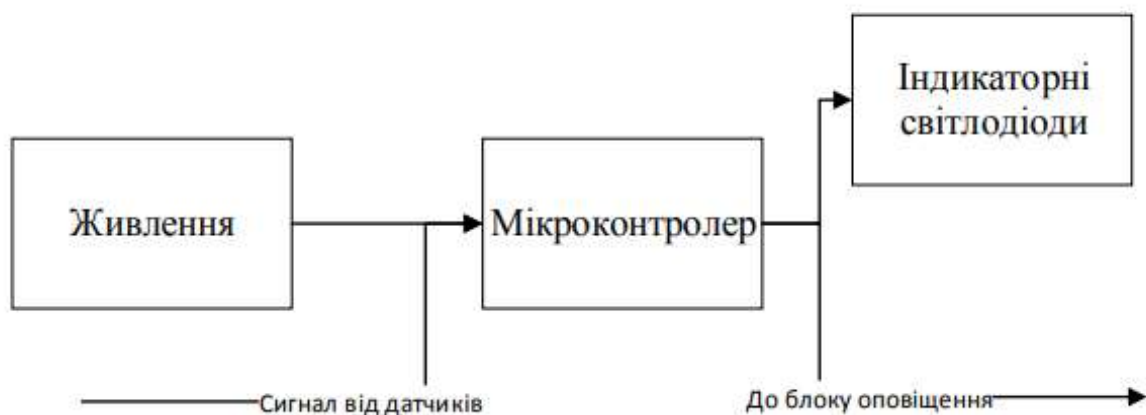 Індикаторні
світлодіоди
Живлення
Мікроконтролер
Сигнал від датчиків
До блоку оповіщення